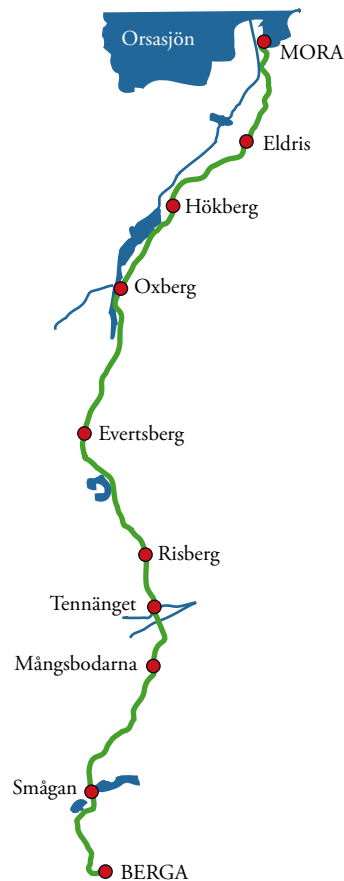 Orsasjön
MORA
Eldris
Hökberg
Oxberg
Evertsberg
Risberg
Tennänget
Mångsbodarna
Smågan
BERGA